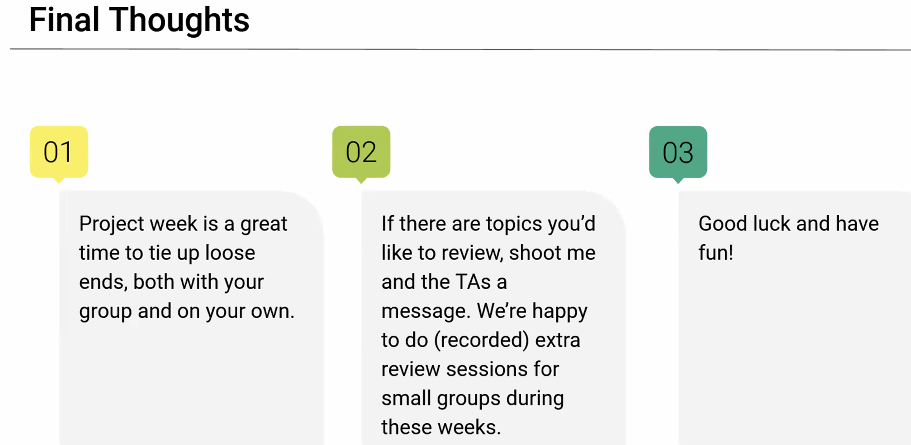 Final Thoughts
01
Project week is a great
time to tie up loose
ends, both with your
group and on your own.
02
If there are topics you’d
like to review, shoot me
and the TAs a
message. We’re happy
to do (recorded) extra
review sessions for
small groups during
these weeks.
03
Good luck and have
fun!